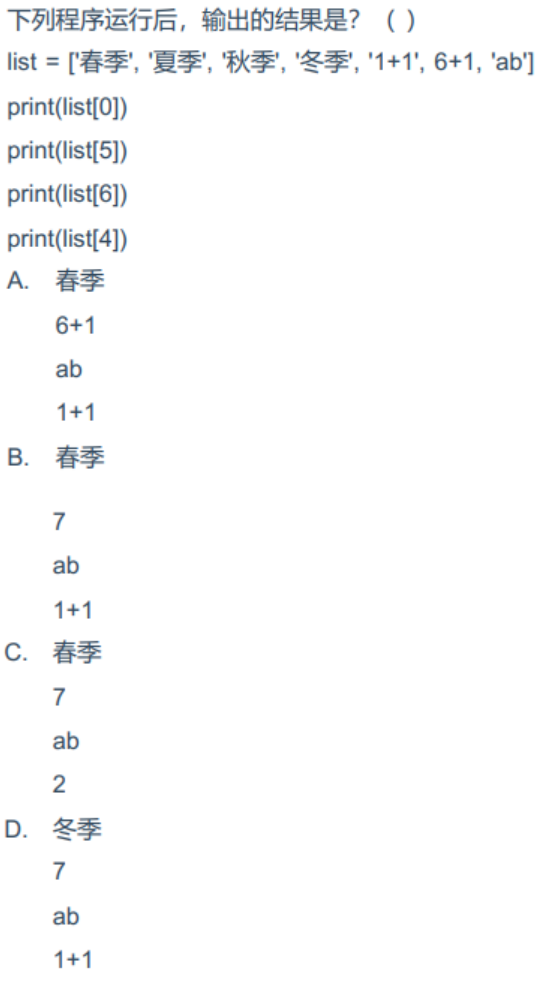 下列程序运行后，输出的结果是？（ ）
list = ['春季', '夏季', '秋季', '冬季', '1+1', 6+1, 'ab']
print(list[0])
print(list[5])
print(list[6])
print(list[4])
A. 春季
6+1
ab
1+1
B. 春季
7
ab
1+1
C. 春季
7
ab
2
D. 冬季
7
ab
1+1